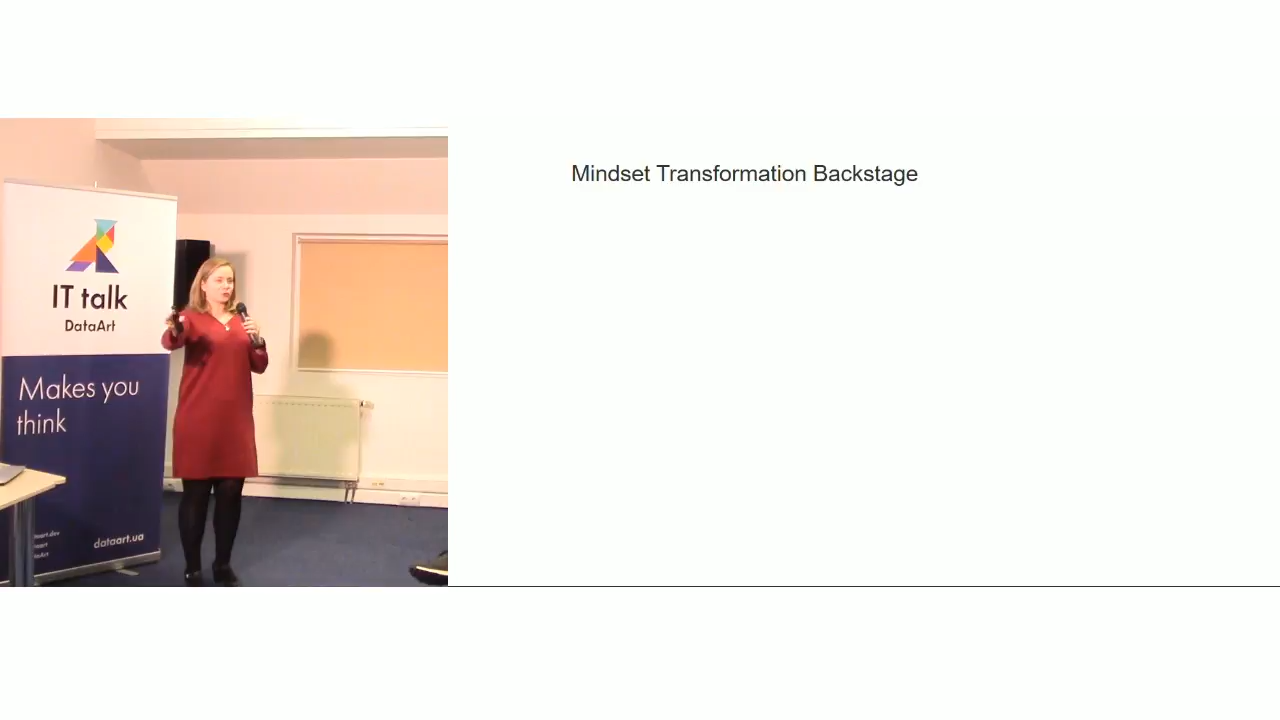 IT talk
DataArt
Makes you
think
dataart.ua
Mindset Transformation Backstage